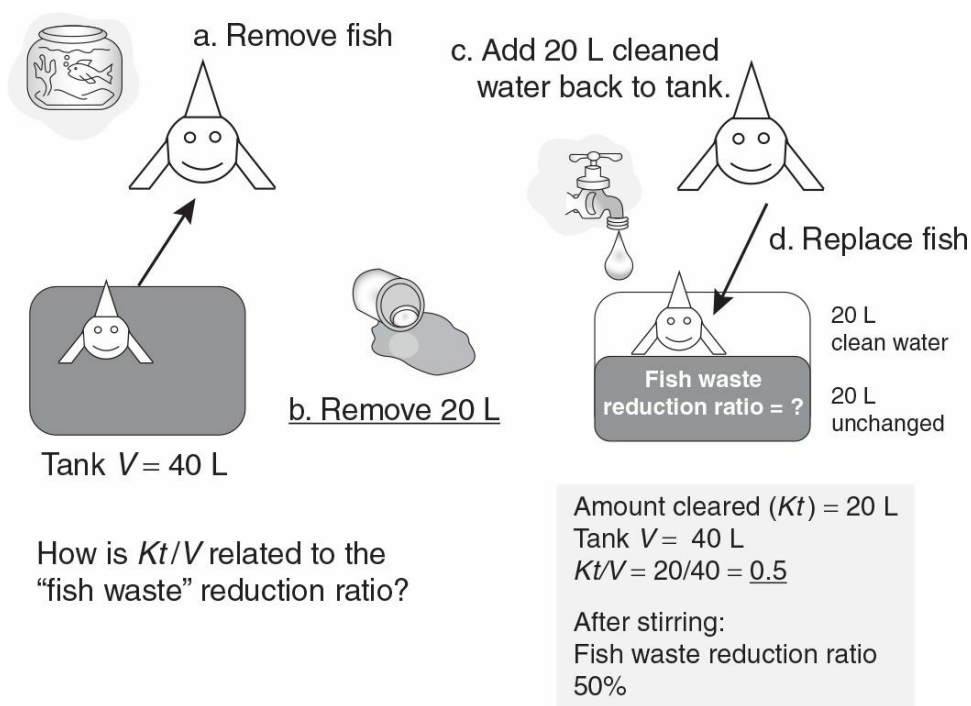 a. Remove fish
c. Add 20 L cleaned
water back to tank.
d. Replace fish
b. Remove 20 L
Tank V = 40 L
Fish waste
reduction ratio = ?
20 L
clean water
20 L
unchanged
How is Kt/V related to the
“fish waste” reduction ratio?
Amount cleared (Kt) = 20 L
Tank V = 40 L
Kt/V = 20/40 = 0.5
After stirring:
Fish waste reduction ratio
50%